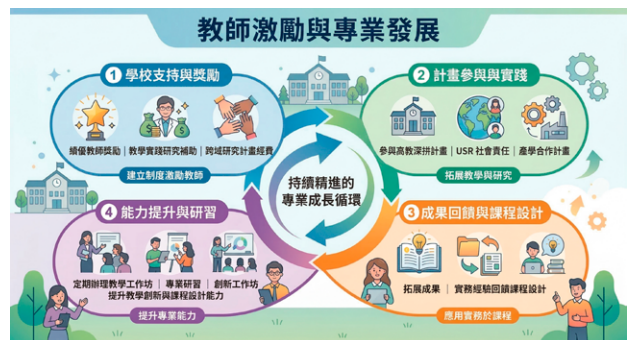 教師激勵與專業發展
1 學校支持與獎勵
績優教師獎勵｜教學實踐研究補助｜跨域研究計畫經費
建立制度激勵教師
2 計畫參與與實踐
參與高教深拼計畫｜USR 社會責任｜產學合作計畫
拓展教學與研究
持續精進的
專業成長循環
3 成果回饋與課程設計
拓展成果｜實務經驗回饋課程設計
應用實務於課程
4 能力提升與研習
定期辦理教學工作坊｜專業研習｜創新工作坊
提升教學創新與課程設計能力
提升專業能力